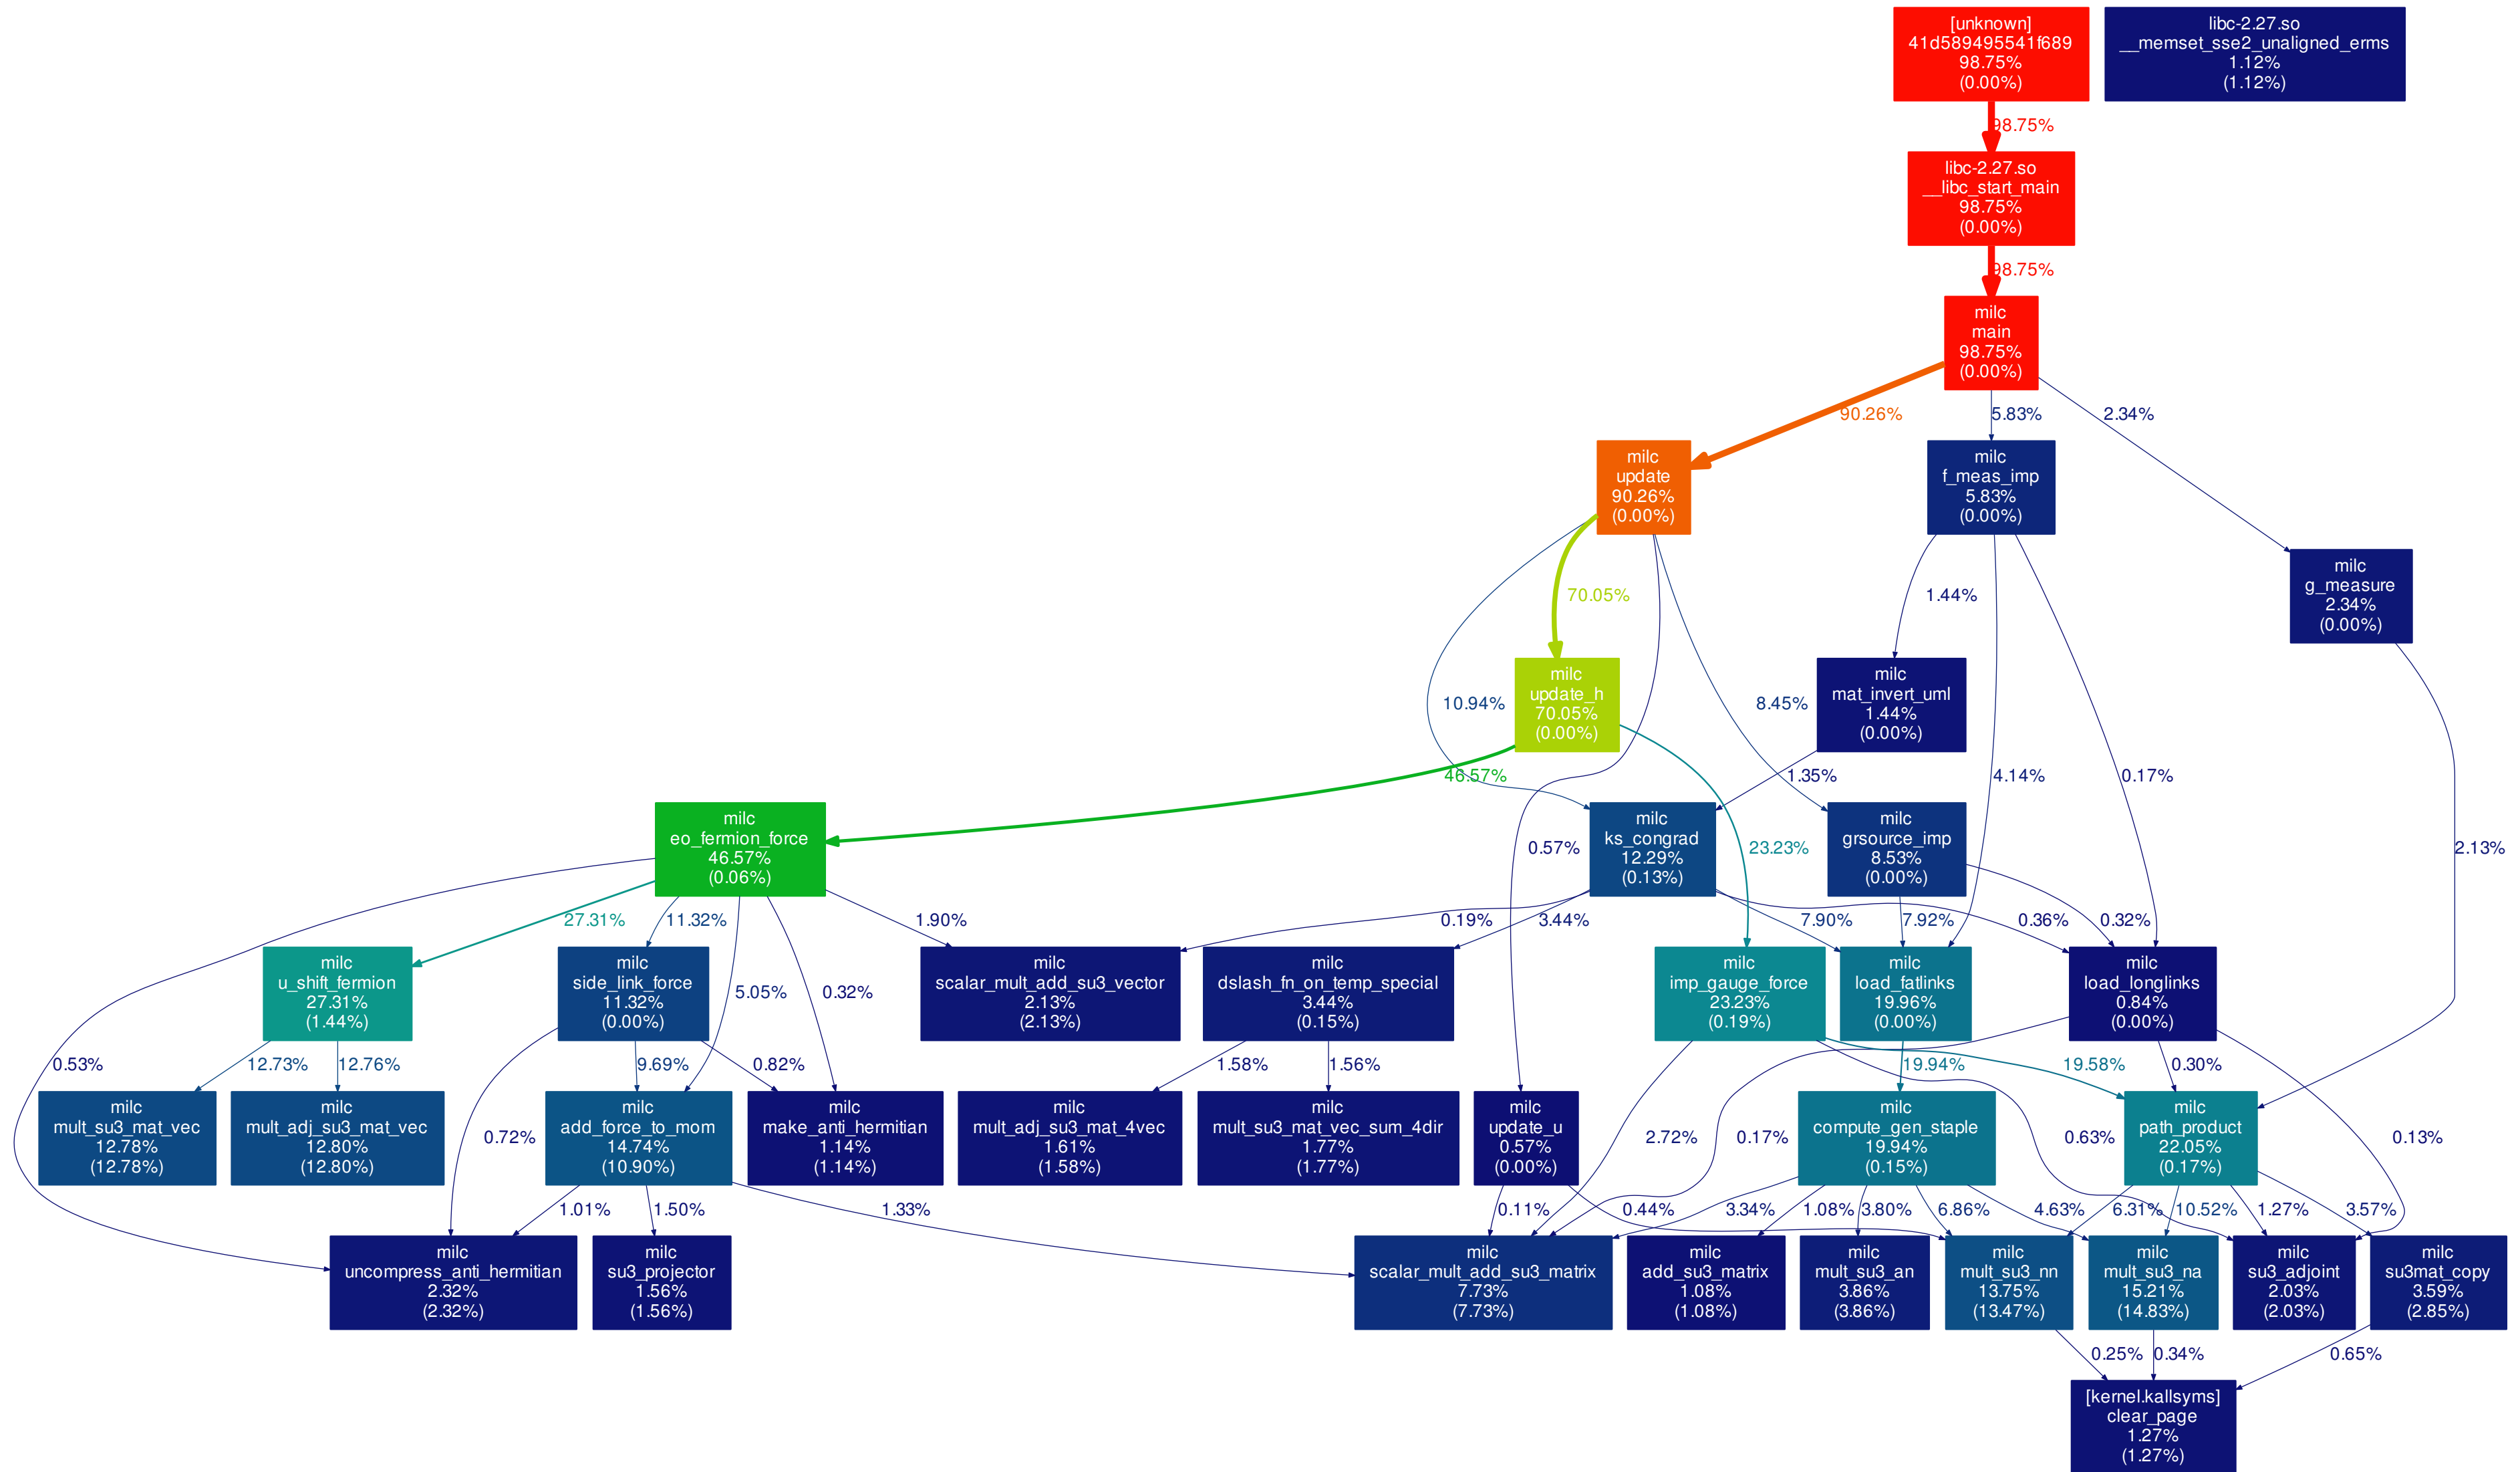 [unknown]
41d589495541f689
98.75%
(0.00%)
libc-2.27.so
__memset_sse2_unaligned_erms
1.12%
(1.12%)
98.75%
libc-2.27.so
__libc_start_main
98.75%
(0.00%)
98.75%
milc
main
98.75%
(0.00%)
90.26%
5.83%
2.34%
milc
update
90.26%
(0.00%)
milc
f_meas_imp
5.83%
(0.00%)
milc
g_measure
2.34%
(0.00%)
70.05%
1.44%
milc
update_h
70.05%
(0.00%)
milc
mat_invert_uml
1.44%
(0.00%)
10.94%
8.45%
46.57%
1.35%
4.14%
0.17%
milc
eo_fermion_force
46.57%
(0.06%)
0.57%
milc
ks_congrad
12.29%
(0.13%)
23.23%
milc
grsource_imp
8.53%
(0.00%)
2.13%
27.31%
11.32%
1.90%
0.19%
3.44%
7.90%
7.92%
0.36%
0.32%
milc
u_shift_fermion
27.31%
(1.44%)
milc
side_link_force
11.32%
(0.00%)
5.05%
0.32%
milc
scalar_mult_add_su3_vector
2.13%
(2.13%)
milc
dslash_fn_on_temp_special
3.44%
(0.15%)
milc
imp_gauge_force
23.23%
(0.19%)
milc
load_fatlinks
19.96%
(0.00%)
milc
load_longlinks
0.84%
(0.00%)
0.53%
12.73%
12.76%
9.69%
0.82%
1.58%
1.56%
19.94%
19.58%
0.30%
milc
mult_su3_mat_vec
12.78%
(12.78%)
milc
mult_adj_su3_mat_vec
12.80%
(12.80%)
0.72%
milc
add_force_to_mom
14.74%
(10.90%)
milc
make_anti_hermitian
1.14%
(1.14%)
milc
mult_adj_su3_mat_4vec
1.61%
(1.58%)
milc
mult_su3_mat_vec_sum_4dir
1.77%
(1.77%)
milc
update_u
0.57%
(0.00%)
2.72%
0.17%
milc
compute_gen_staple
19.94%
(0.15%)
0.63%
milc
path_product
22.05%
(0.17%)
0.13%
1.01%
1.50%
1.33%
0.11%
0.44%
3.34%
1.08%
3.80%
6.86%
4.63%
6.31%
10.52%
1.27%
3.57%
milc
uncompress_anti_hermitian
2.32%
(2.32%)
milc
su3_projector
1.56%
(1.56%)
milc
scalar_mult_add_su3_matrix
7.73%
(7.73%)
milc
add_su3_matrix
1.08%
(1.08%)
milc
mult_su3_an
3.86%
(3.86%)
milc
mult_su3_nn
13.75%
(13.47%)
milc
mult_su3_na
15.21%
(14.83%)
milc
su3_adjoint
2.03%
(2.03%)
milc
su3mat_copy
3.59%
(2.85%)
0.25%
0.34%
0.65%
[kernel.kallsyms]
clear_page
1.27%
(1.27%)